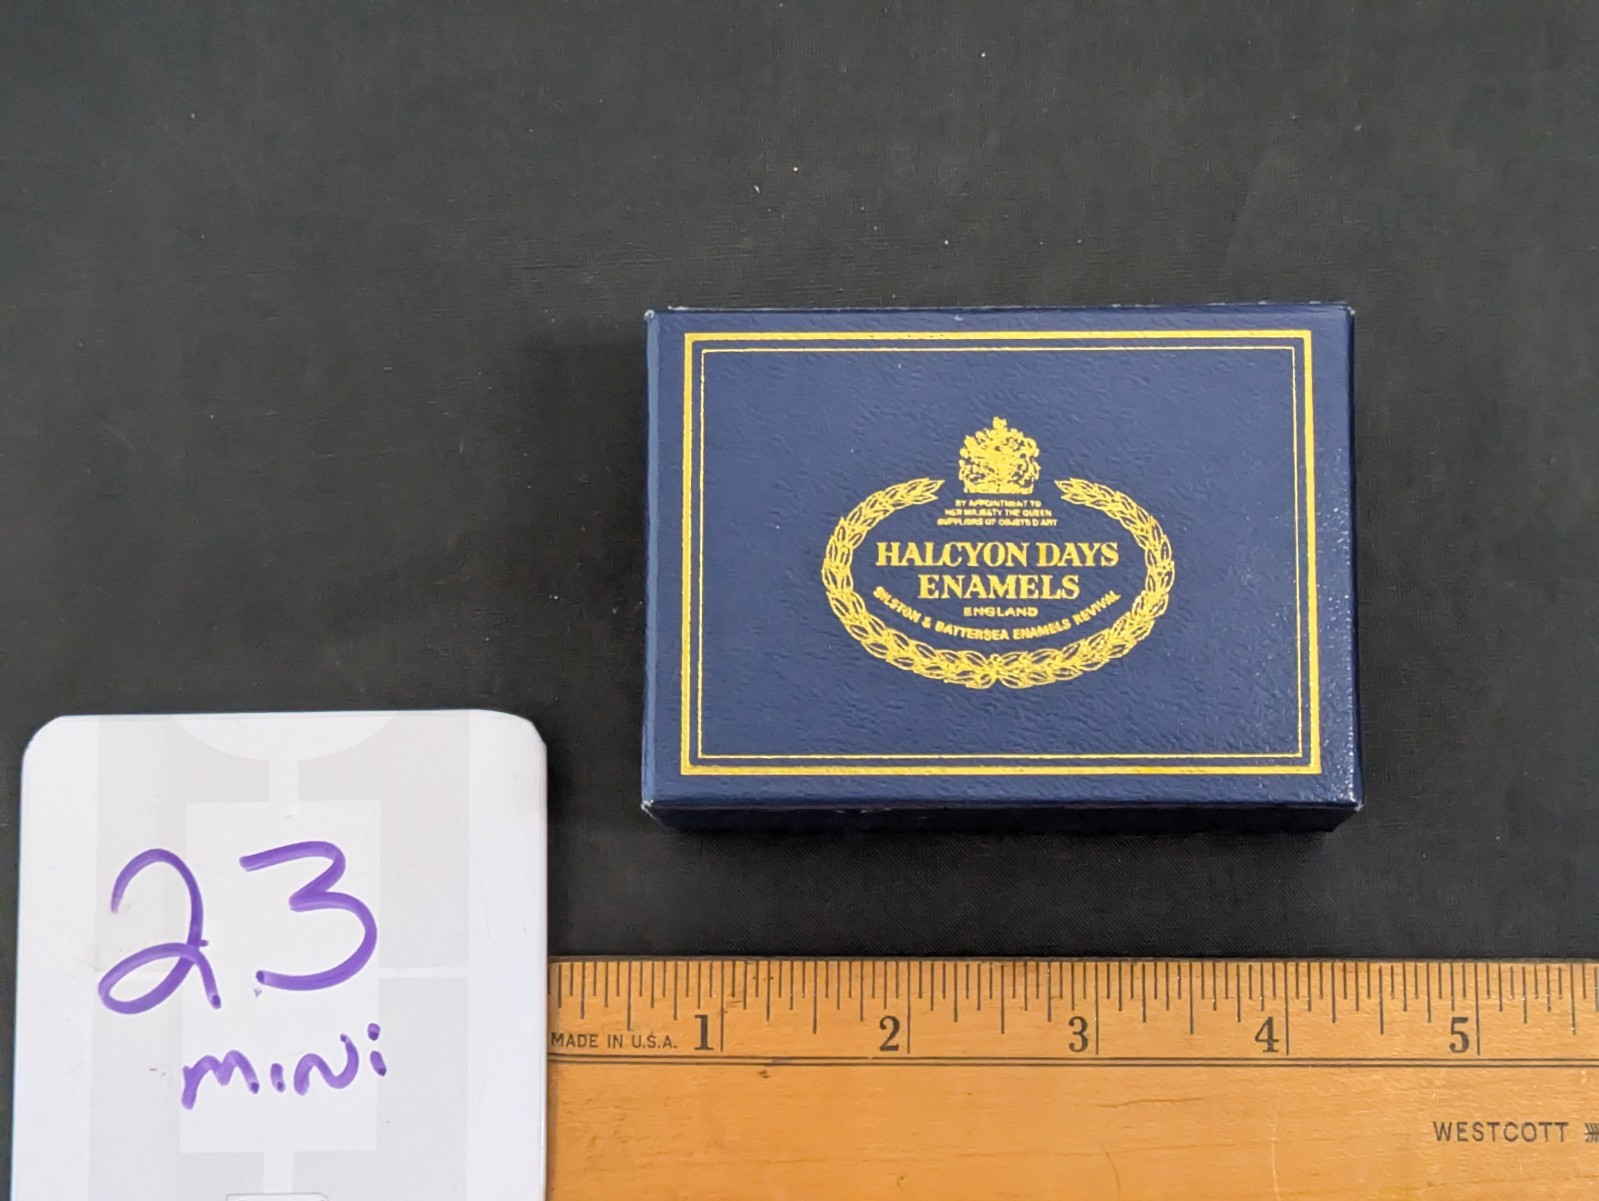 BY APPOINTMENT TO
HER MAJESTY THE QUEEN
SUPPLIERS OF OBJETS D'ART
HALCYON DAYS
ENAMELS
ENGLAND
BILSTON & BATTERSEA ENAMELS REVIVAL
23
MINi
MADE IN U.S.A.
1 2 3 4 5
WESTCOTT